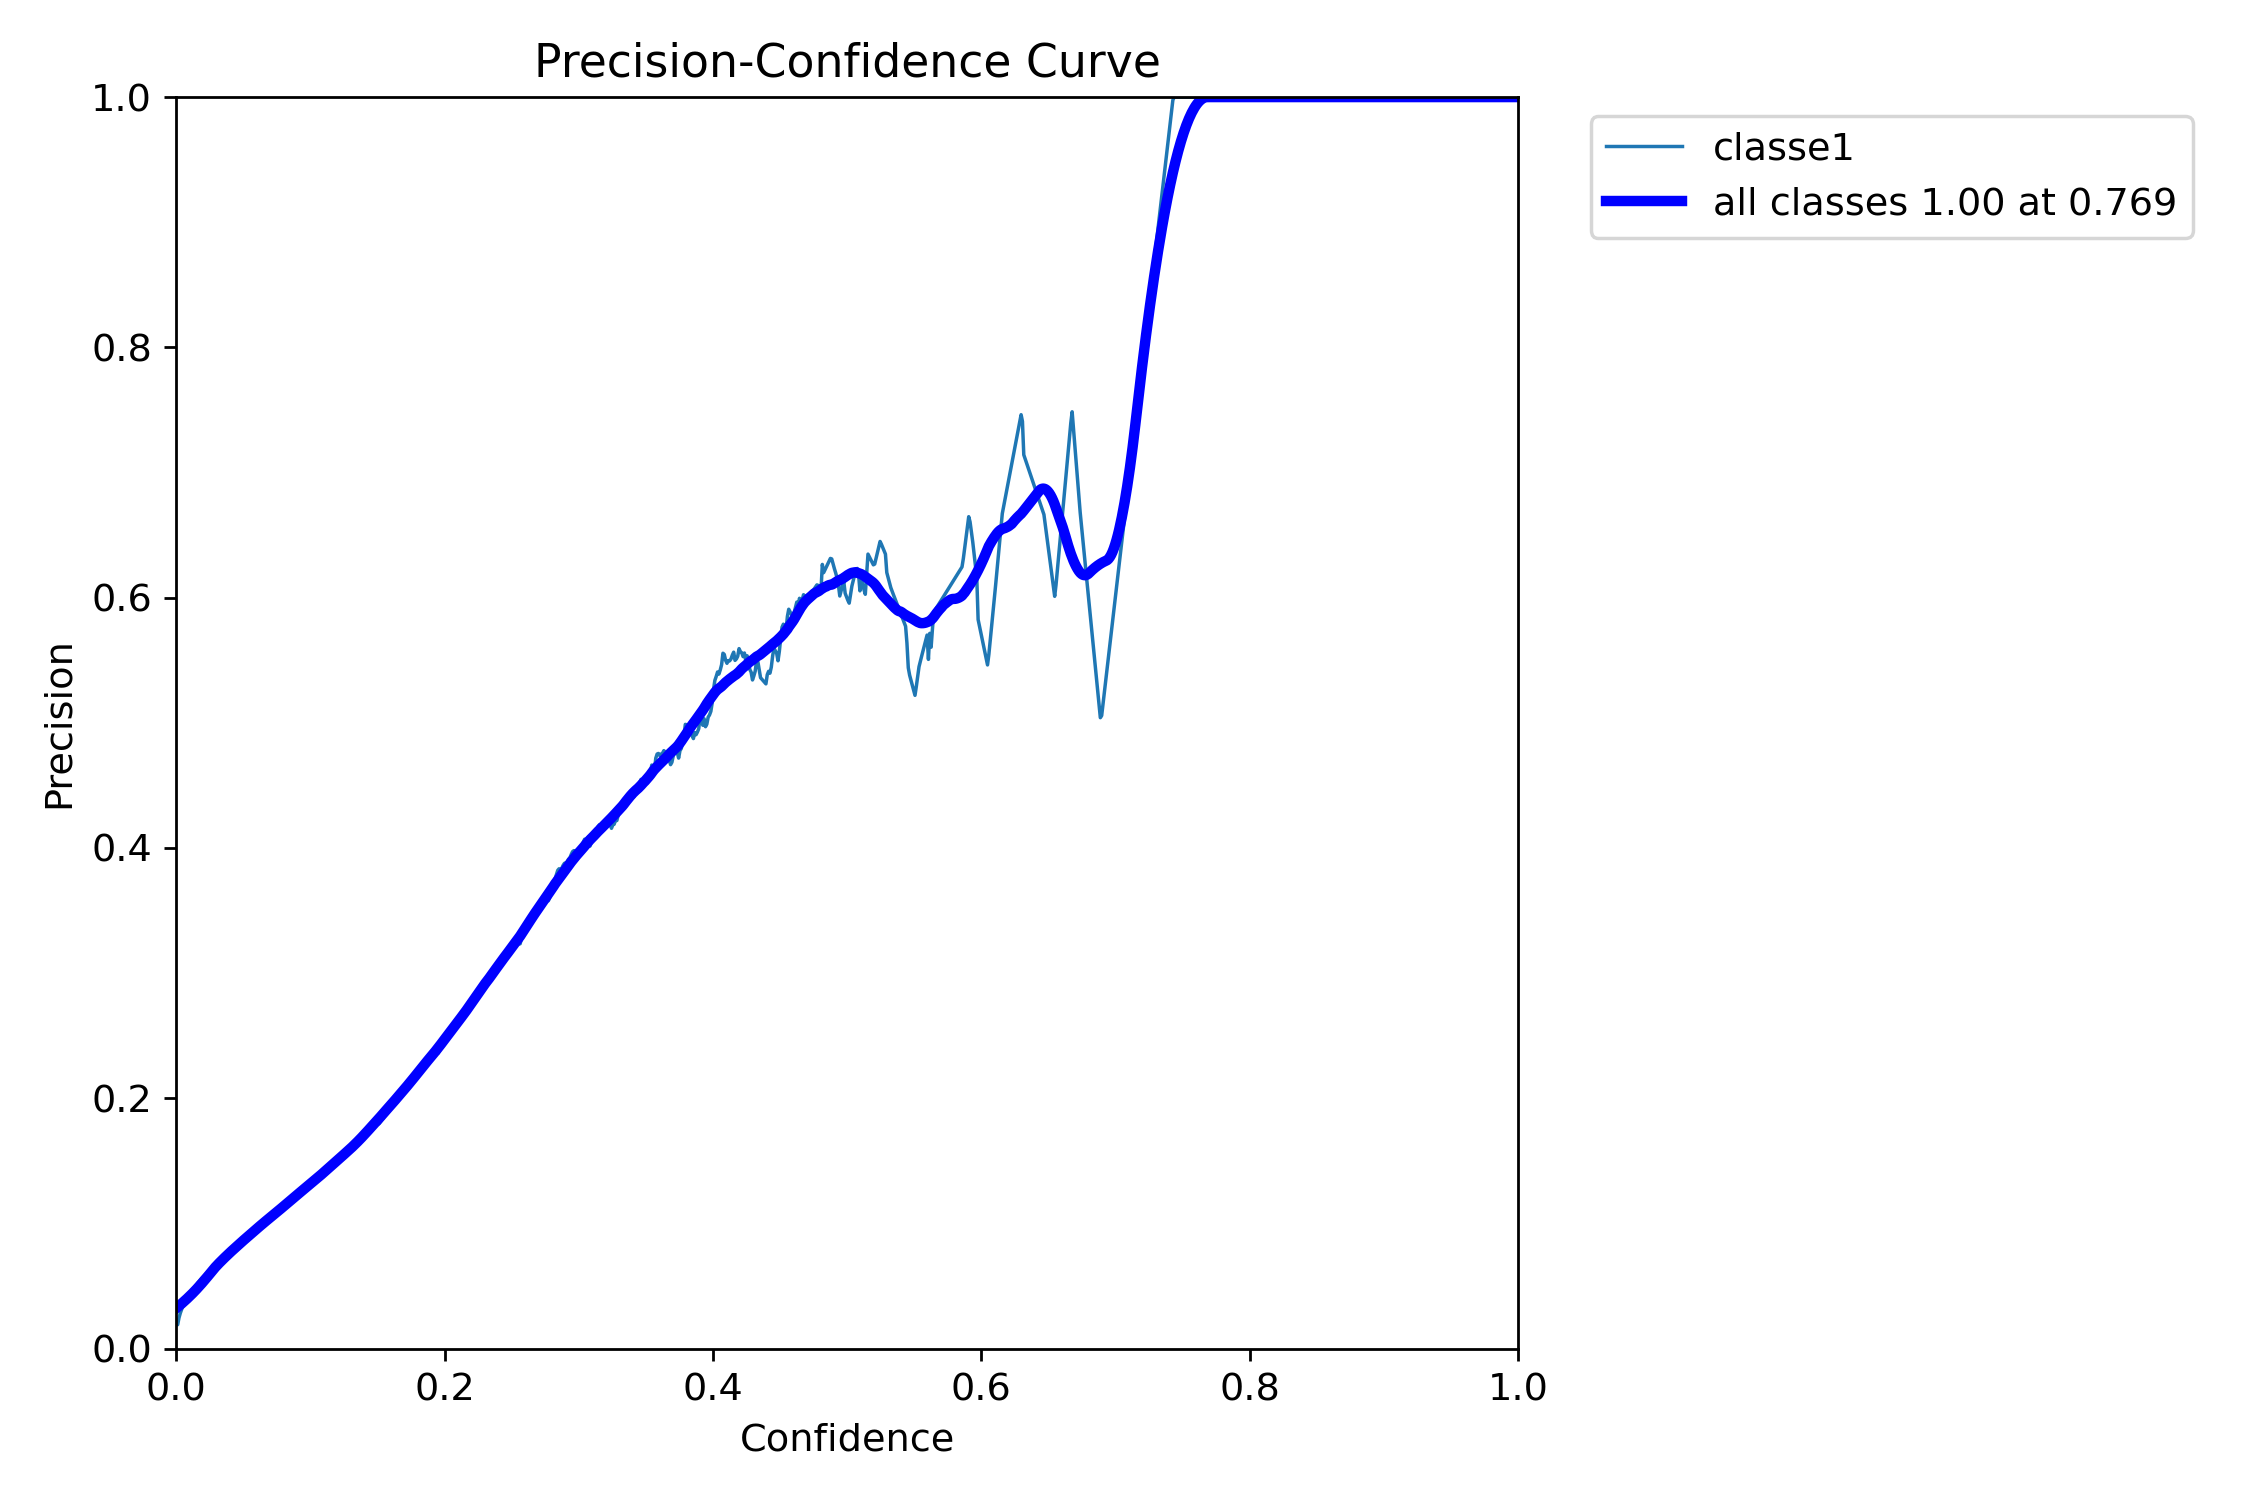 Precision-Confidence Curve
classe1
all classes 1.00 at 0.769
1.0
0.8
0.6
0.4
0.2
0.0
Precision
0.0 0.2 0.4 0.6 0.8 1.0
Confidence